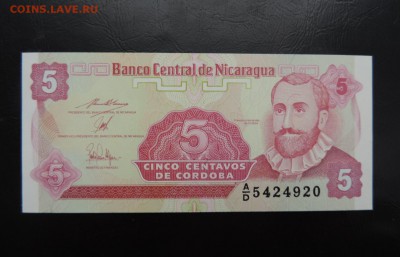 COINS.LAVE.RU
Banco Central de Nicaragua
5
5
5
CINCO CENTAVOS
DE CORDOBA
5
5
A/D 5424920